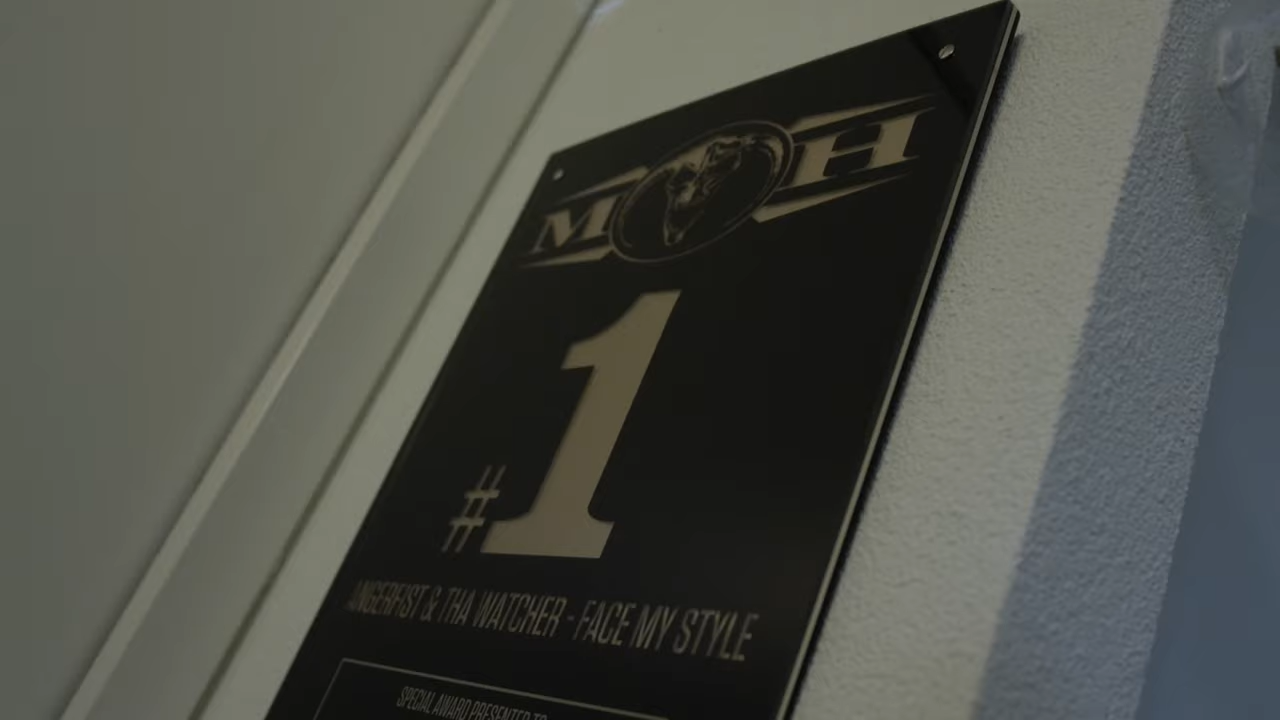 M H
#1
ANGERFIST & THA WATCHER - FACE MY STYLE
SPECIAL AWARD PRESENTED TO